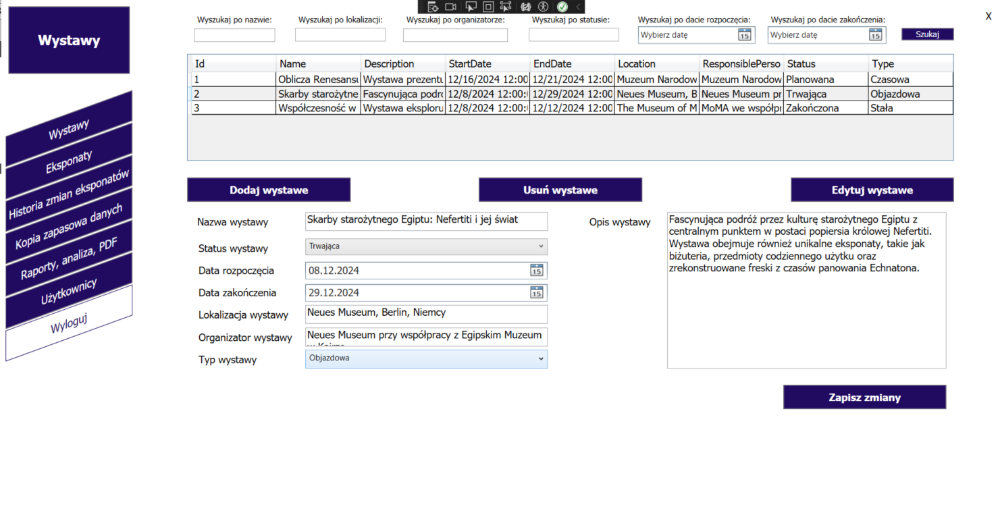 Wystawy
Wyszukaj po nazwie:
Wyszukaj po lokalizacji:
Wyszukaj po organizatorze:
Wyszukaj po statusie:
Wyszukaj po dacie rozpoczęcia:
Wyszukaj po dacie zakończenia:
X
Wybierz datę 15
Wybierz datę 15
Szukaj
Id Name Description StartDate EndDate Location ResponsiblePerso Status Type
1 Oblicza Renesansu Wystawa prezentu 12/16/2024 12:00 12/21/2024 12:00 Muzeum Narodow Muzeum Narodow Planowana Czasowa
2 Skarby starożytne Fascynująca podró 12/8/2024 12:00: 12/29/2024 12:00 Neues Museum, B Neues Museum pr Trwająca Objazdowa
3 Współczesność w Wystawa eksploru 12/8/2024 12:00: 12/12/2024 12:00 The Museum of M MoMA we współpr Zakończona Stała
Wystawy
Eksponaty
Historia zmian eksponatów
Kopia zapasowa danych
Raporty, analiza, PDF
Użytkownicy
Wyloguj
Dodaj wystawe
Usuń wystawe
Edytuj wystawe
Nazwa wystawy Skarby starożytnego Egiptu: Nefertiti i jej świat
Status wystawy Trwająca
Data rozpoczęcia 08.12.2024 15
Data zakończenia 29.12.2024 15
Lokalizacja wystawy Neues Museum, Berlin, Niemcy
Organizator wystawy Neues Museum przy współpracy z Egipskim Muzeum
w Kairze
Typ wystawy Objazdowa
Opis wystawy
Fascynująca podróż przez kulturę starożytnego Egiptu z
centralnym punktem w postaci popiersia królowej Nefertiti.
Wystawa obejmuje również unikalne eksponaty, takie jak
biżuteria, przedmioty codziennego użytku oraz
zrekonstruowane freski z czasów panowania Echnatona.
Zapisz zmiany